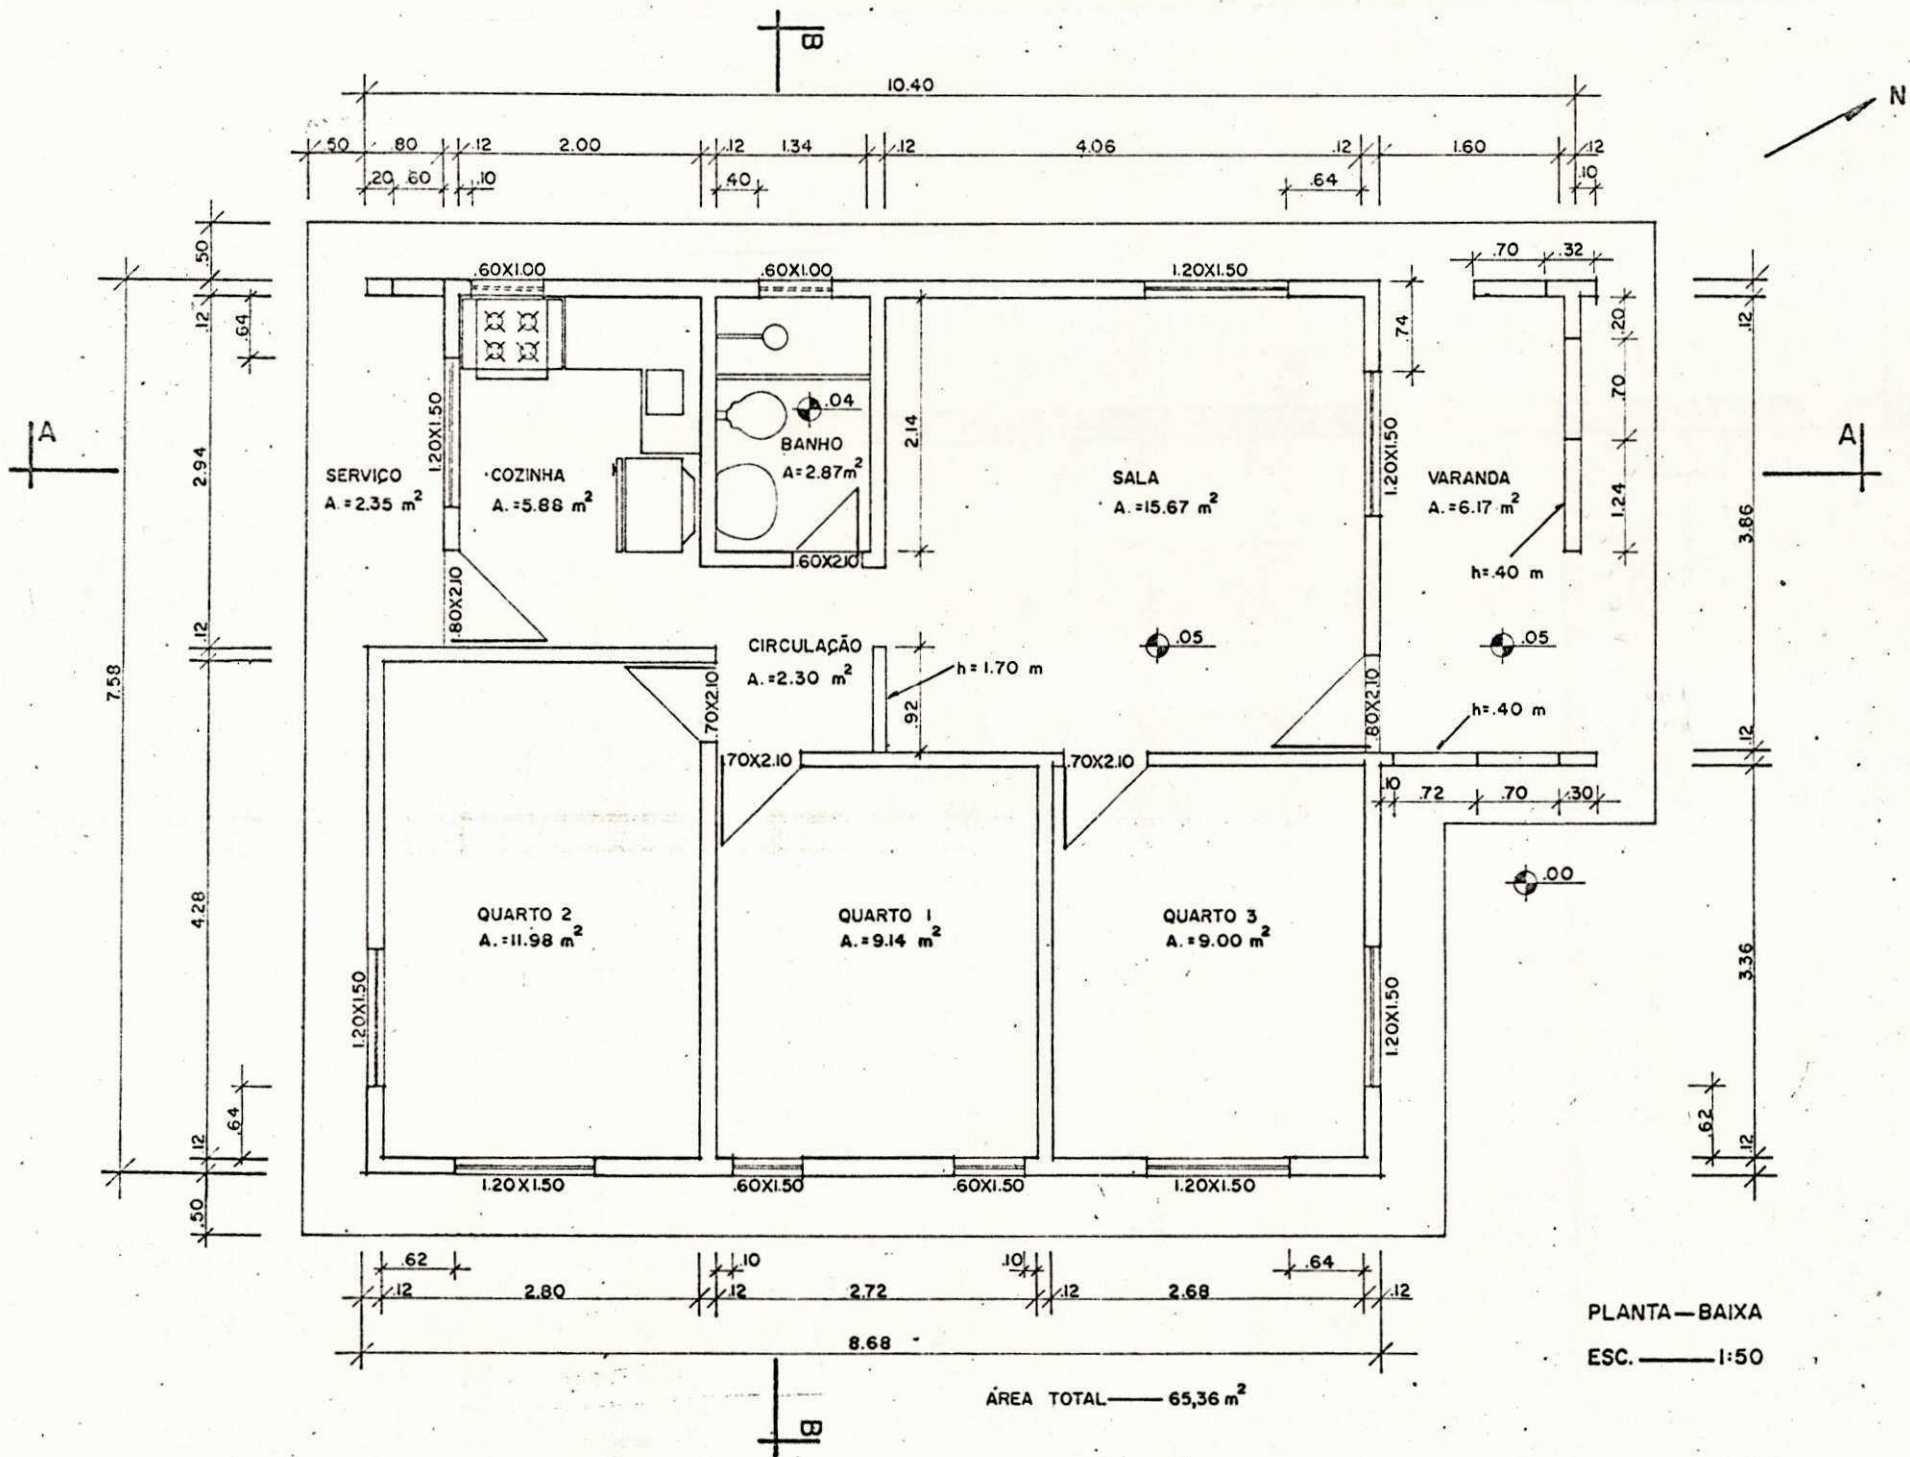 B
10.40
N
.50 .80 .12 2.00 .12 1.34 .12 4.06 .12 1.60 .12
.20 .60 .10 .40 .64 .10
.50
.12
.64
2.94
.12
7.58
4.28
.64
.12
.50
.60X1.00
.60X1.00
1.20X1.50
.70 .32
.74
.20
.70
1.24
.12
3.86
.12
3.36
.62
.12
A
A
1.20X1.50
.04
BANHO
A=2.87m²
2.14
SERVIÇO
A.=2.35 m²
COZINHA
A.=5.88 m²
SALA
A.=15.67 m²
1.20X1.50
VARANDA
A.=6.17 m²
.60X2.10
h=.40 m
.80X2.10
CIRCULAÇÃO
A.=2.30 m²
h=1.70 m
.05
.05
.70X2.10
.92
.80X2.10
h=.40 m
.70X2.10
.70X2.10
.10 .72 .70 .30
.00
QUARTO 2
A.=11.98 m²
QUARTO 1
A.=9.14 m²
QUARTO 3
A.=9.00 m²
1.20X1.50
1.20X1.50
1.20X1.50
.60X1.50
.60X1.50
1.20X1.50
.62 .10 .10 .64
.12 2.80 .12 2.72 .12 2.68 .12
8.68
PLANTA—BAIXA
ESC. —— 1:50
ÁREA TOTAL —— 65,36 m²
B